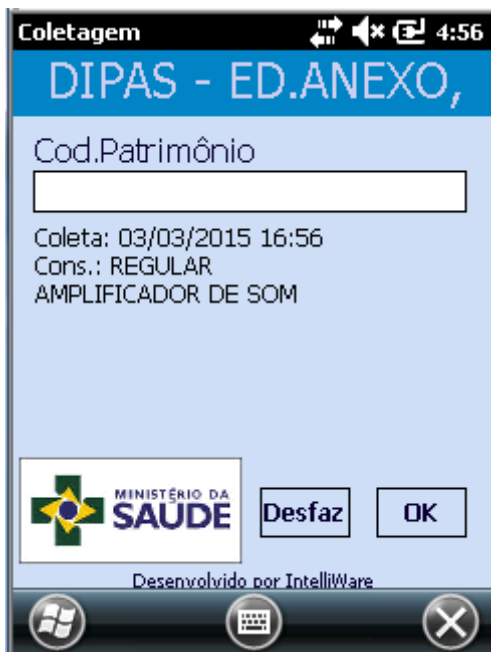 Coletagem 4:56
DIPAS - ED.ANEXO,
Cod.Patrimônio
Coleta: 03/03/2015 16:56
Cons.: REGULAR
AMPLIFICADOR DE SOM
MINISTÉRIO DA
SAÚDE
Desfaz OK
Desenvolvido por IntelliWare